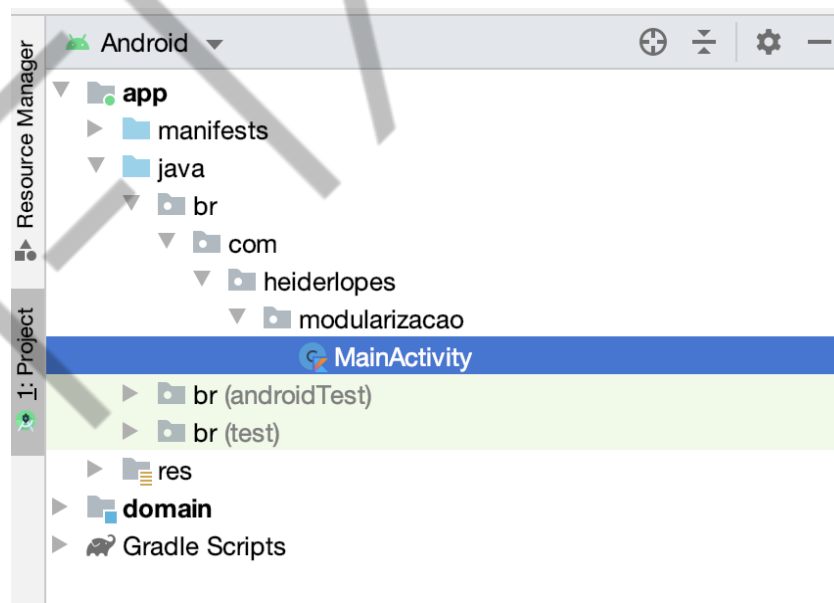 Android
Resource Manager
1: Project
app
manifests
java
br
com
heiderlopes
modularizacao
MainActivity
br (androidTest)
br (test)
res
domain
Gradle Scripts